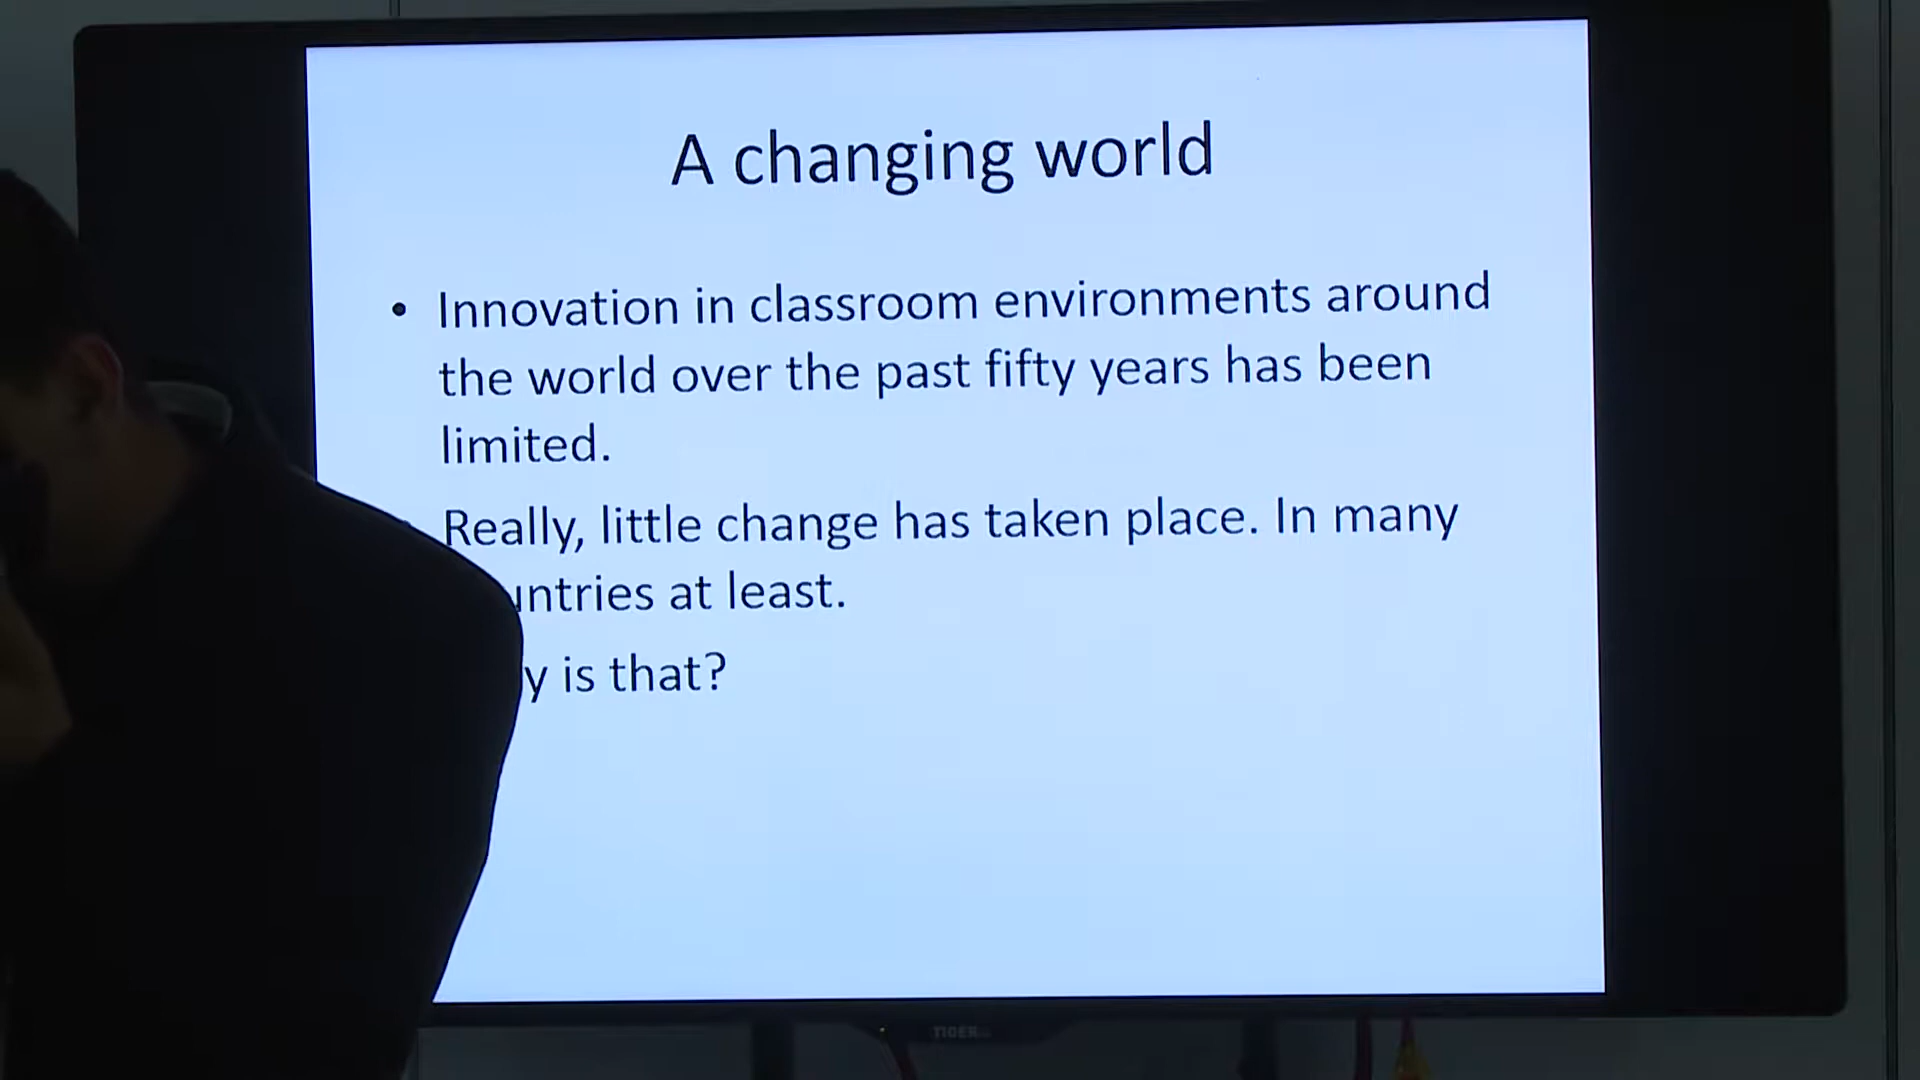 A changing world
• Innovation in classroom environments around
the world over the past fifty years has been
limited.
Really, little change has taken place. In many
untries at least.
y is that?
TIGER